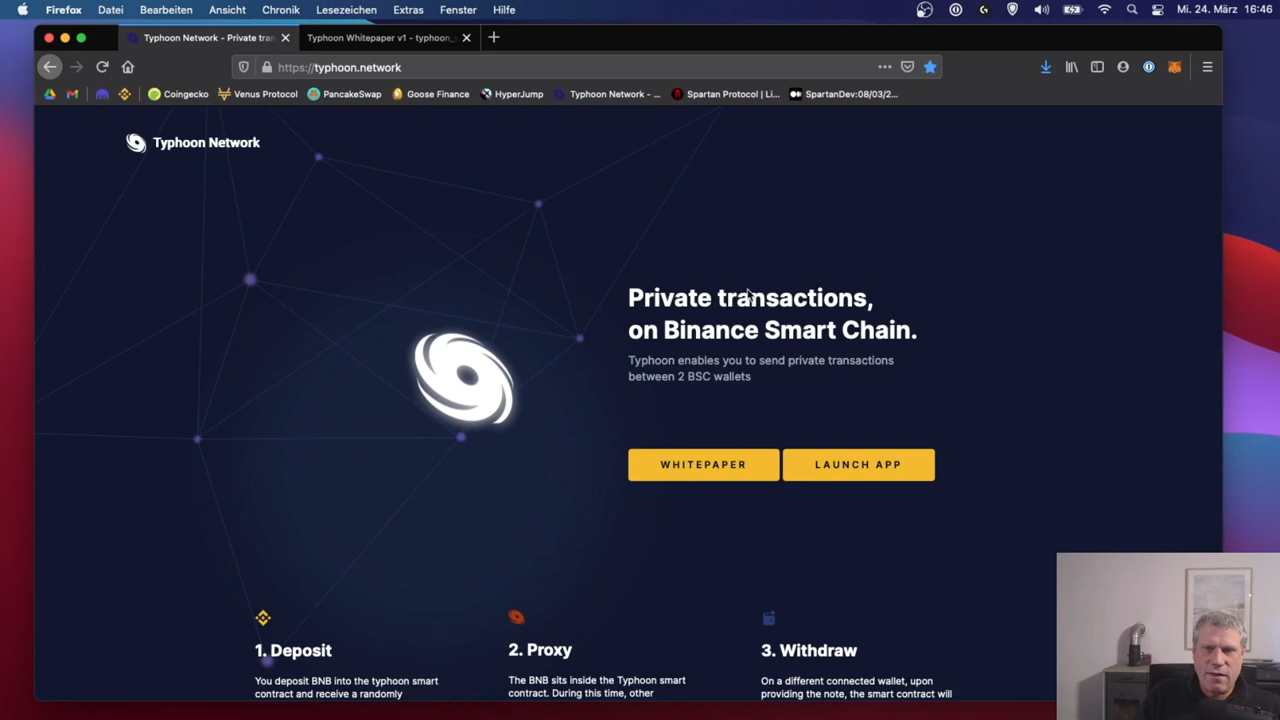 Firefox Datei Bearbeiten Ansicht Chronik Lesezeichen Extras Fenster Hilfe Mi. 24. März 16:46
Typhoon Network - Private tran Typhoon Whitepaper v1 - typhoon_
https://typhoon.network
Coingecko Venus Protocol PancakeSwap Goose Finance HyperJump Typhoon Network - ... Spartan Protocol | Li... SpartanDev:08/03/2...
Typhoon Network
Private transactions,
on Binance Smart Chain.
Typhoon enables you to send private transactions
between 2 BSC wallets
WHITEPAPER LAUNCH APP
1. Deposit
You deposit BNB into the typhoon smart
contract and receive a randomly
2. Proxy
The BNB sits inside the Typhoon smart
contract. During this time, other
3. Withdraw
On a different connected wallet, upon
providing the note, the smart contract will